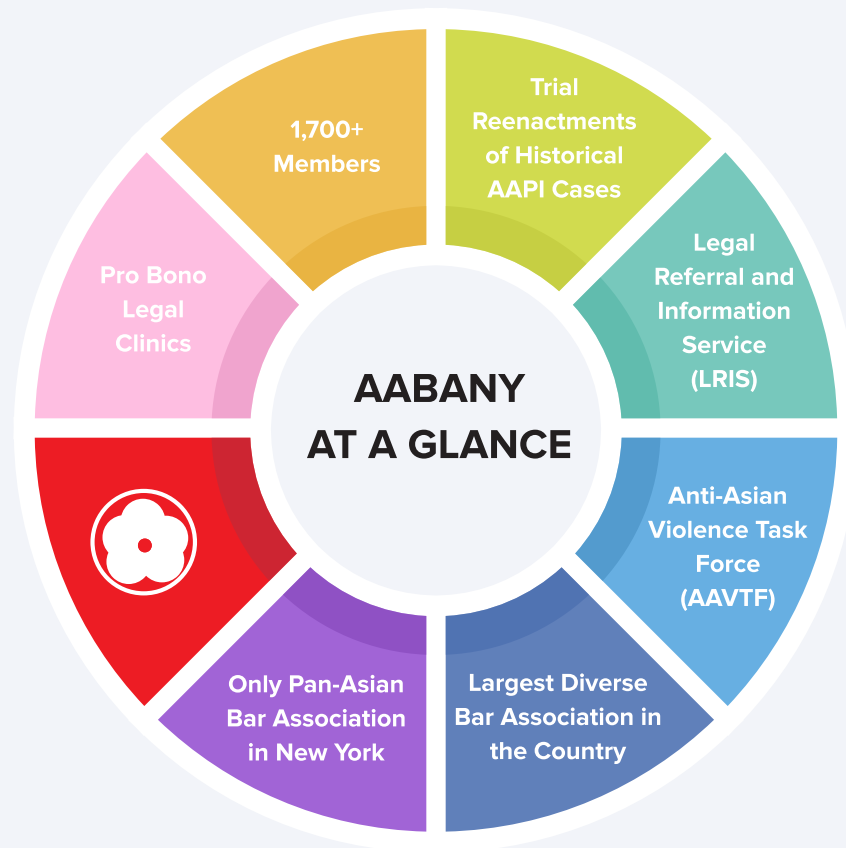 AABANY
AT A GLANCE
Trial
Reenactments
of Historical
AAPI Cases
Legal
Referral and
Information
Service
(LRIS)
Anti-Asian
Violence Task
Force
(AAVTF)
Largest Diverse
Bar Association in
the Country
Only Pan-Asian
Bar Association
in New York
Pro Bono
Legal
Clinics
1,700+
Members